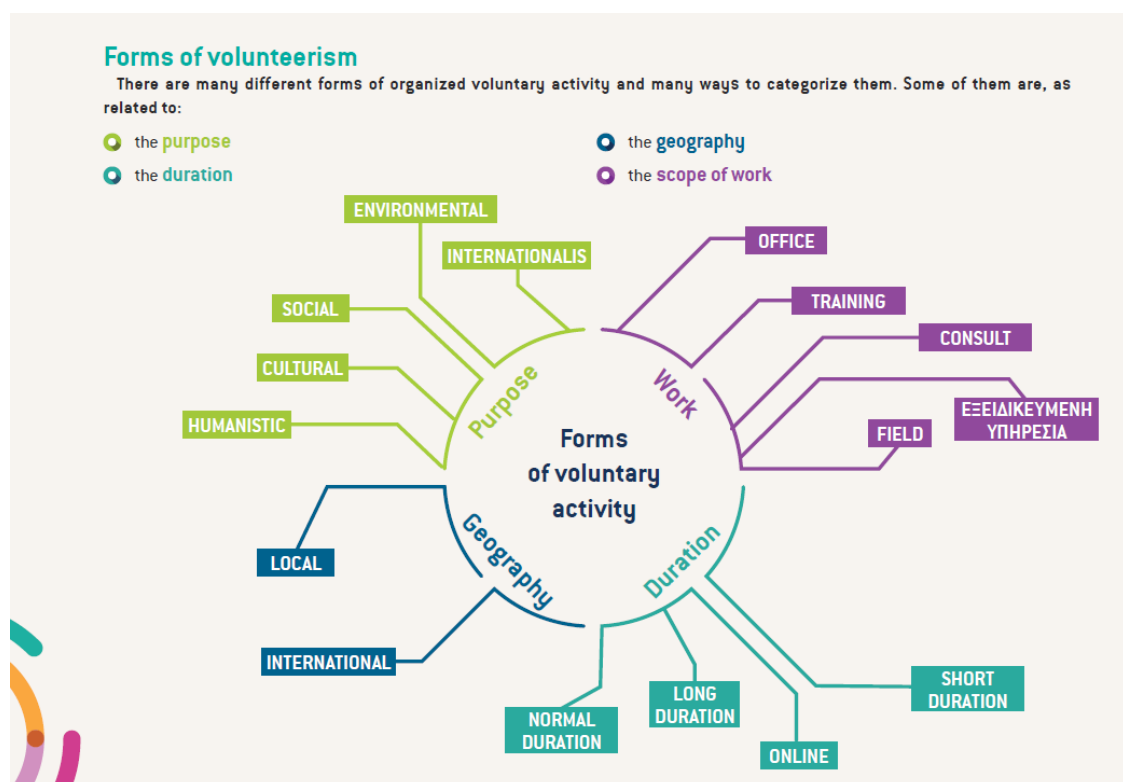 Forms of volunteerism
There are many different forms of organized voluntary activity and many ways to categorize them. Some of them are, as
related to:
the purpose
the geography
the duration
the scope of work
ENVIRONMENTAL
INTERNATIONALIS
SOCIAL
CULTURAL
HUMANISTIC
OFFICE
TRAINING
CONSULT
ΕΞΕΙΔΙΚΕΥΜΕΝΗ
ΥΠΗΡΕΣΙΑ
FIELD
Purpose
Work
Forms
of voluntary
activity
Geography
Duration
LOCAL
INTERNATIONAL
NORMAL
DURATION
LONG
DURATION
ONLINE
SHORT
DURATION